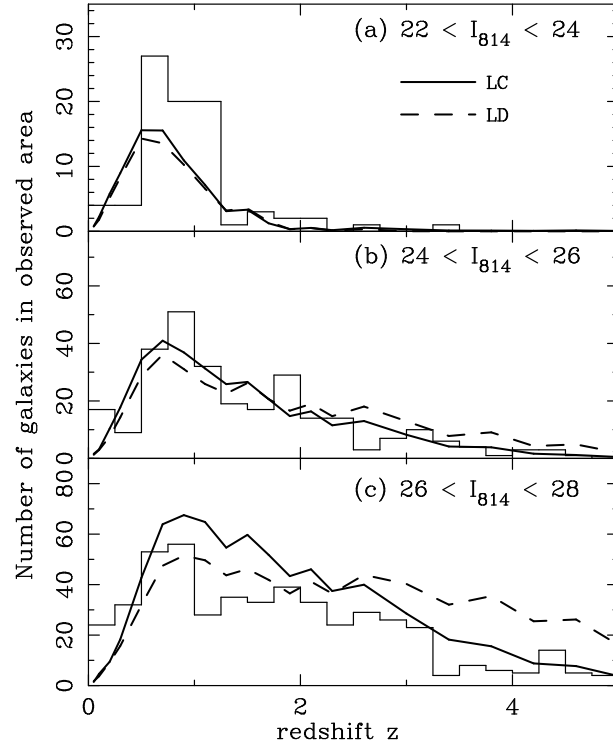 (a) 22 < I814 < 24
LC
LD
0 10 20 30
(b) 24 < I814 < 26
0 20 40 60
(c) 26 < I814 < 28
0 20 40 60 80
Number of galaxies in observed area
0 2 4
redshift z